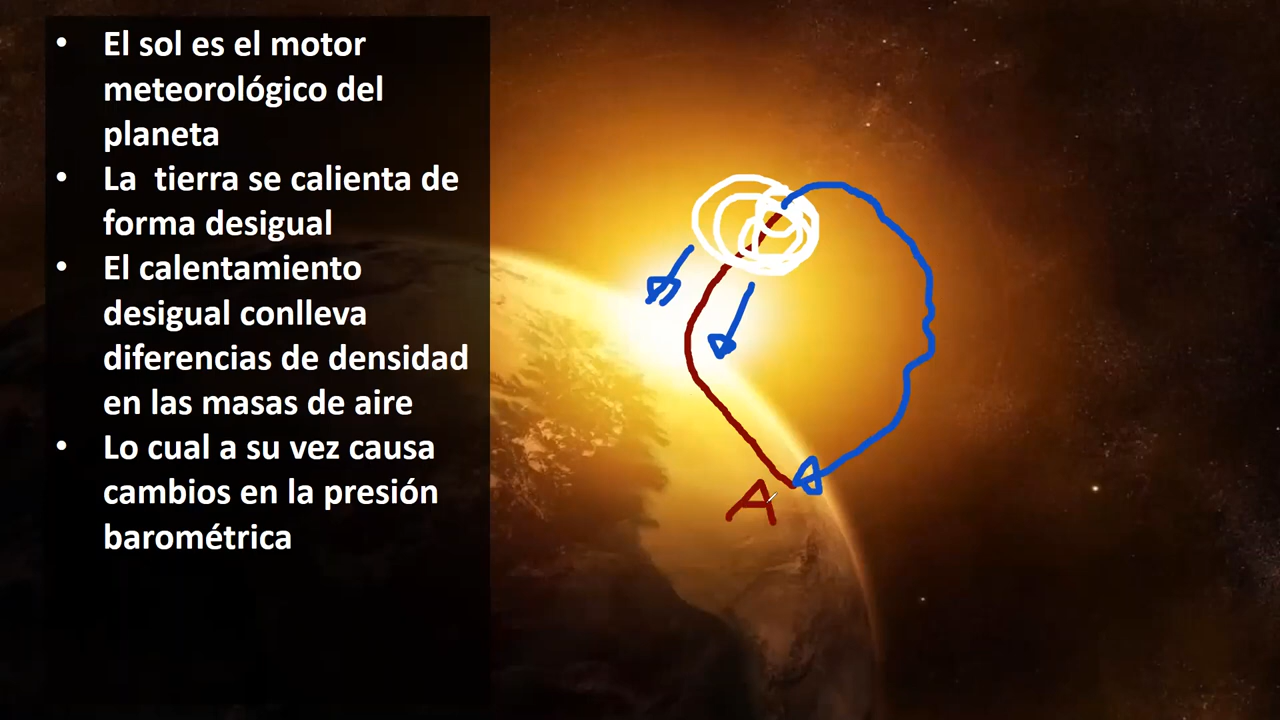 • El sol es el motor
meteorológico del
planeta
• La  tierra se calienta de
forma desigual
• El calentamiento
desigual conlleva
diferencias de densidad
en las masas de aire
• Lo cual a su vez causa
cambios en la presión
barométrica
A